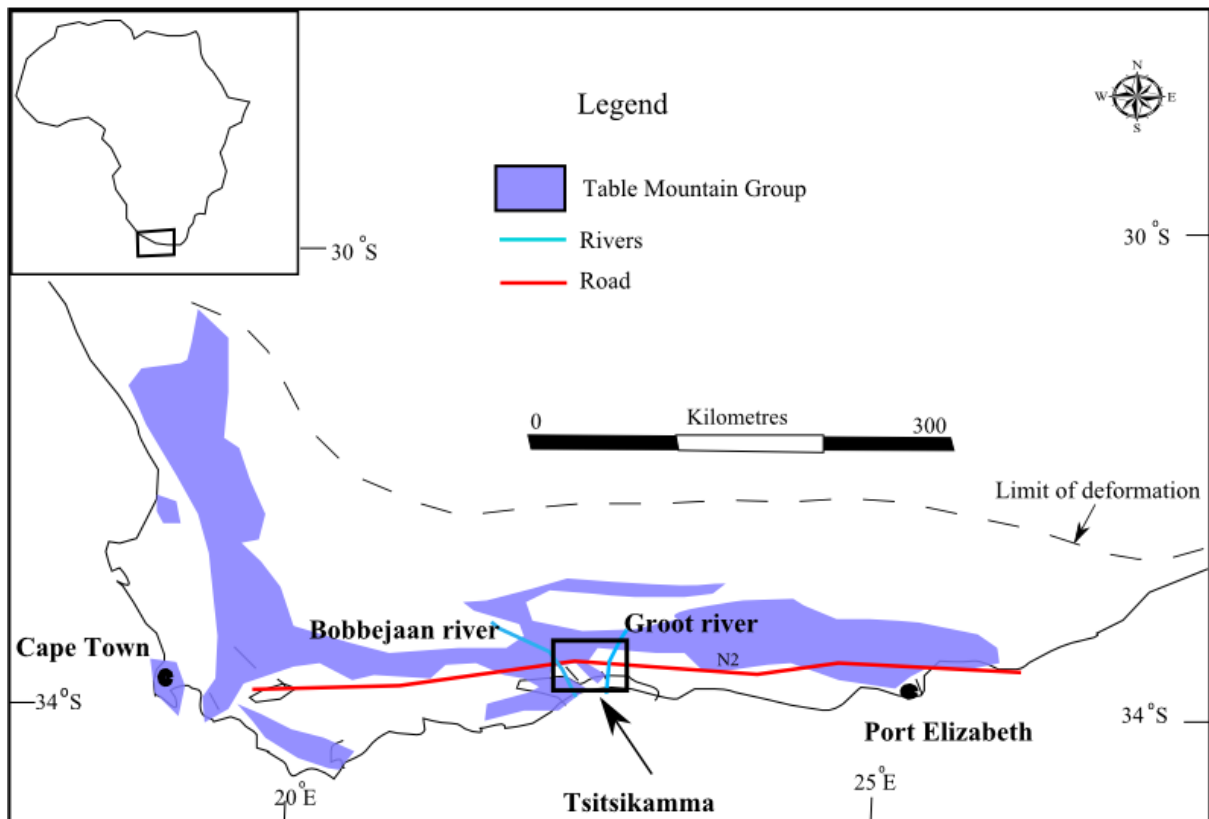 Legend
N
W E
S
Table Mountain Group
Rivers
Road
30 °S
30 °S
0 Kilometres 300
Limit of deformation
Bobbejaan river
Groot river
Cape Town
N2
34 °S
34 °S
Port Elizabeth
20 °E
25 °E
Tsitsikamma